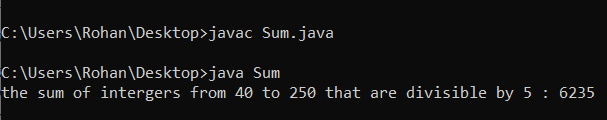 C:\Users\Rohan\Desktop>javac Sum.java
C:\Users\Rohan\Desktop>java Sum
the sum of intergers from 40 to 250 that are divisible by 5 : 6235